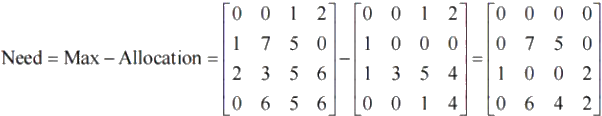 0 0 1 2 0 0 1 2 0 0 0 0
1 7 5 0 1 0 0 0 0 7 5 0
Need = Max − Allocation = − =
2 3 5 6 1 3 5 4 1 0 0 2
0 6 5 6 0 0 1 4 0 6 4 2